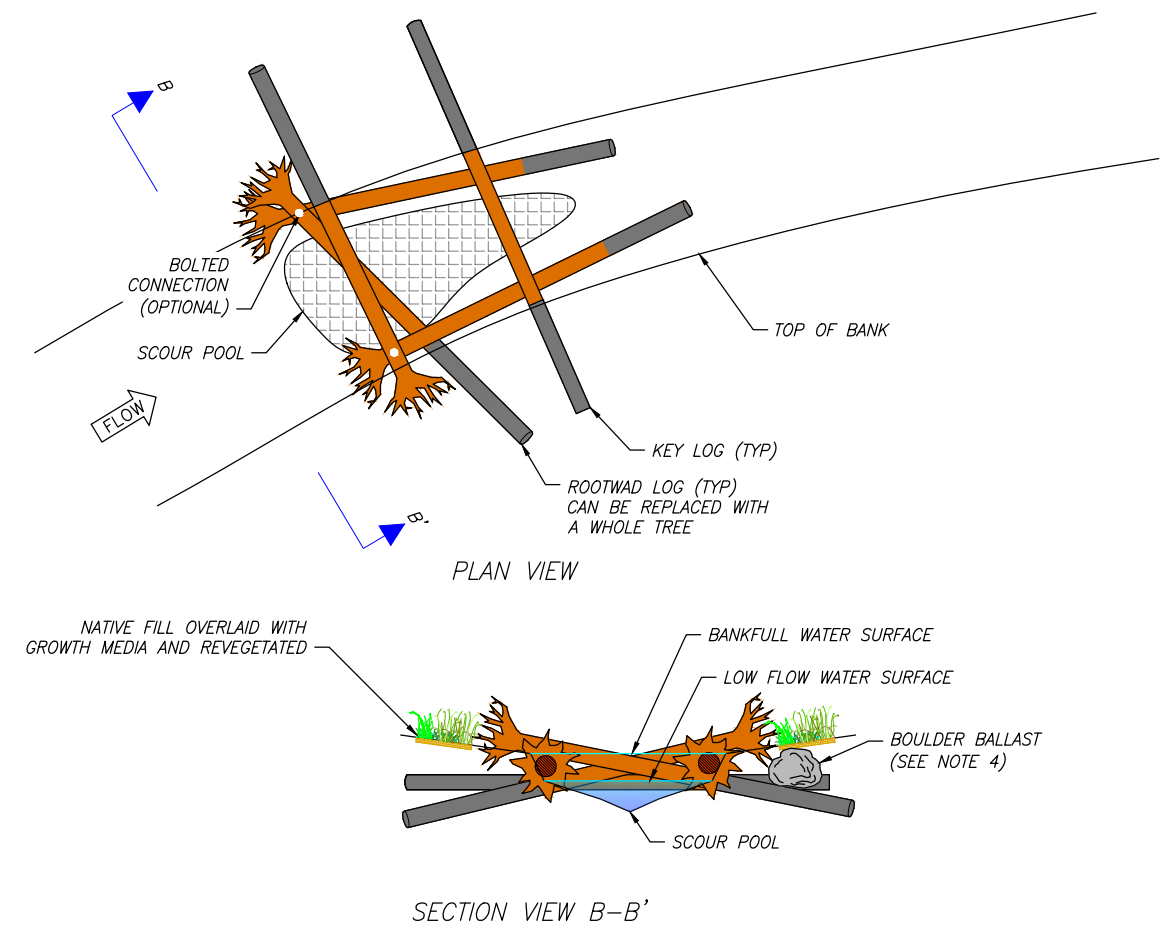 B
BOLTED
CONNECTION
(OPTIONAL)
SCOUR POOL
TOP OF BANK
FLOW
KEY LOG (TYP)
ROOTWAD LOG (TYP)
CAN BE REPLACED WITH
A WHOLE TREE
B'
PLAN VIEW
NATIVE FILL OVERLAID WITH
GROWTH MEDIA AND REVEGETATED
BANKFULL WATER SURFACE
LOW FLOW WATER SURFACE
BOULDER BALLAST
(SEE NOTE 4)
SCOUR POOL
SECTION VIEW B-B'